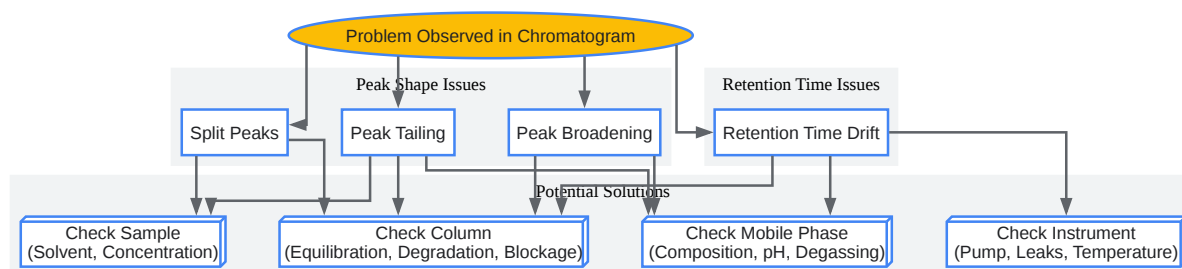 Problem Observed in Chromatogram
Peak Shape Issues
Retention Time Issues
Split Peaks
Peak Tailing
Peak Broadening
Retention Time Drift
Potential Solutions
Check Sample
(Solvent, Concentration)
Check Column
(Equilibration, Degradation, Blockage)
Check Mobile Phase
(Composition, pH, Degassing)
Check Instrument
(Pump, Leaks, Temperature)